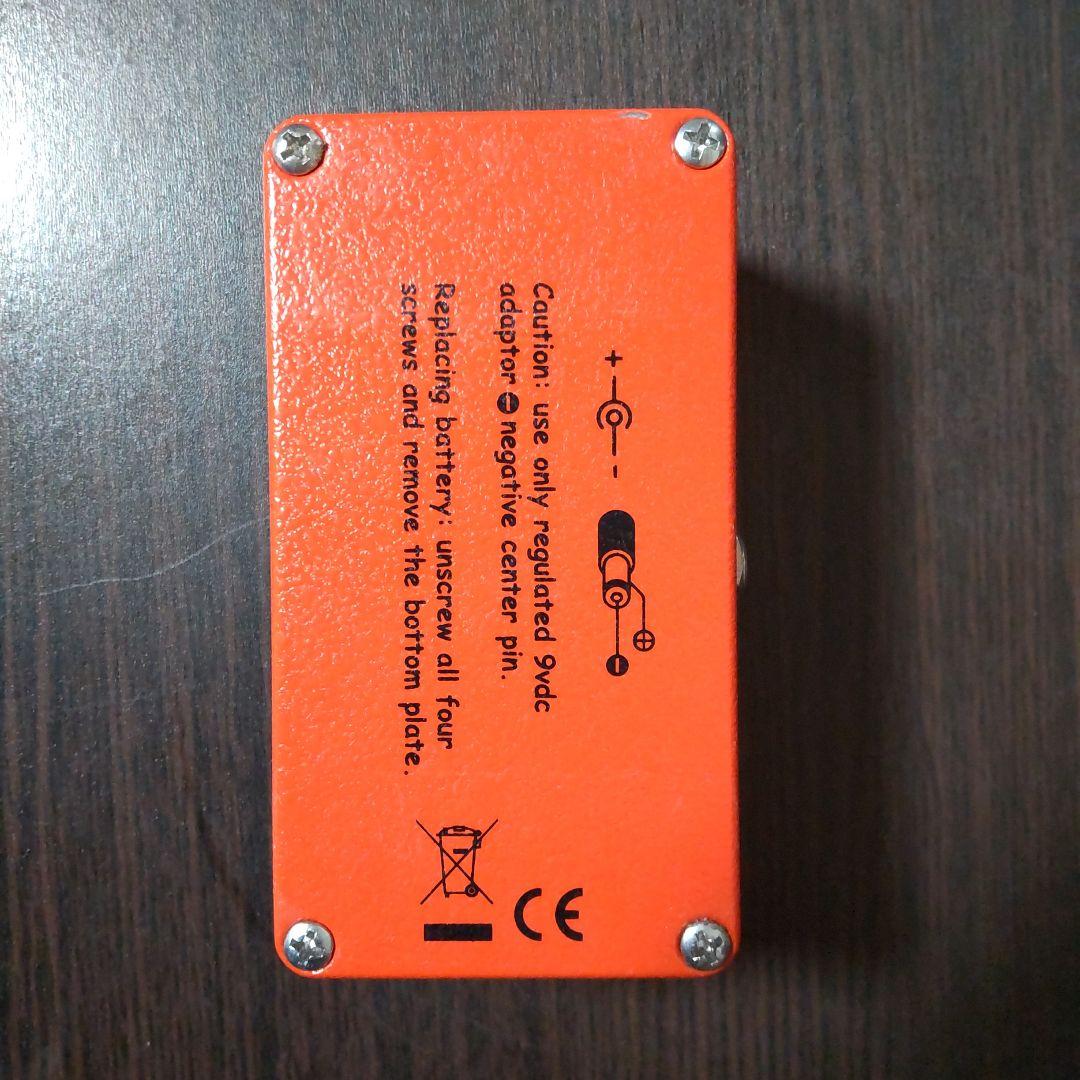 + -
Caution: use only regulated 9vdc
adaptor ⊖ negative center pin.
Replacing battery: unscrew all four
screws and remove the bottom plate.
CE